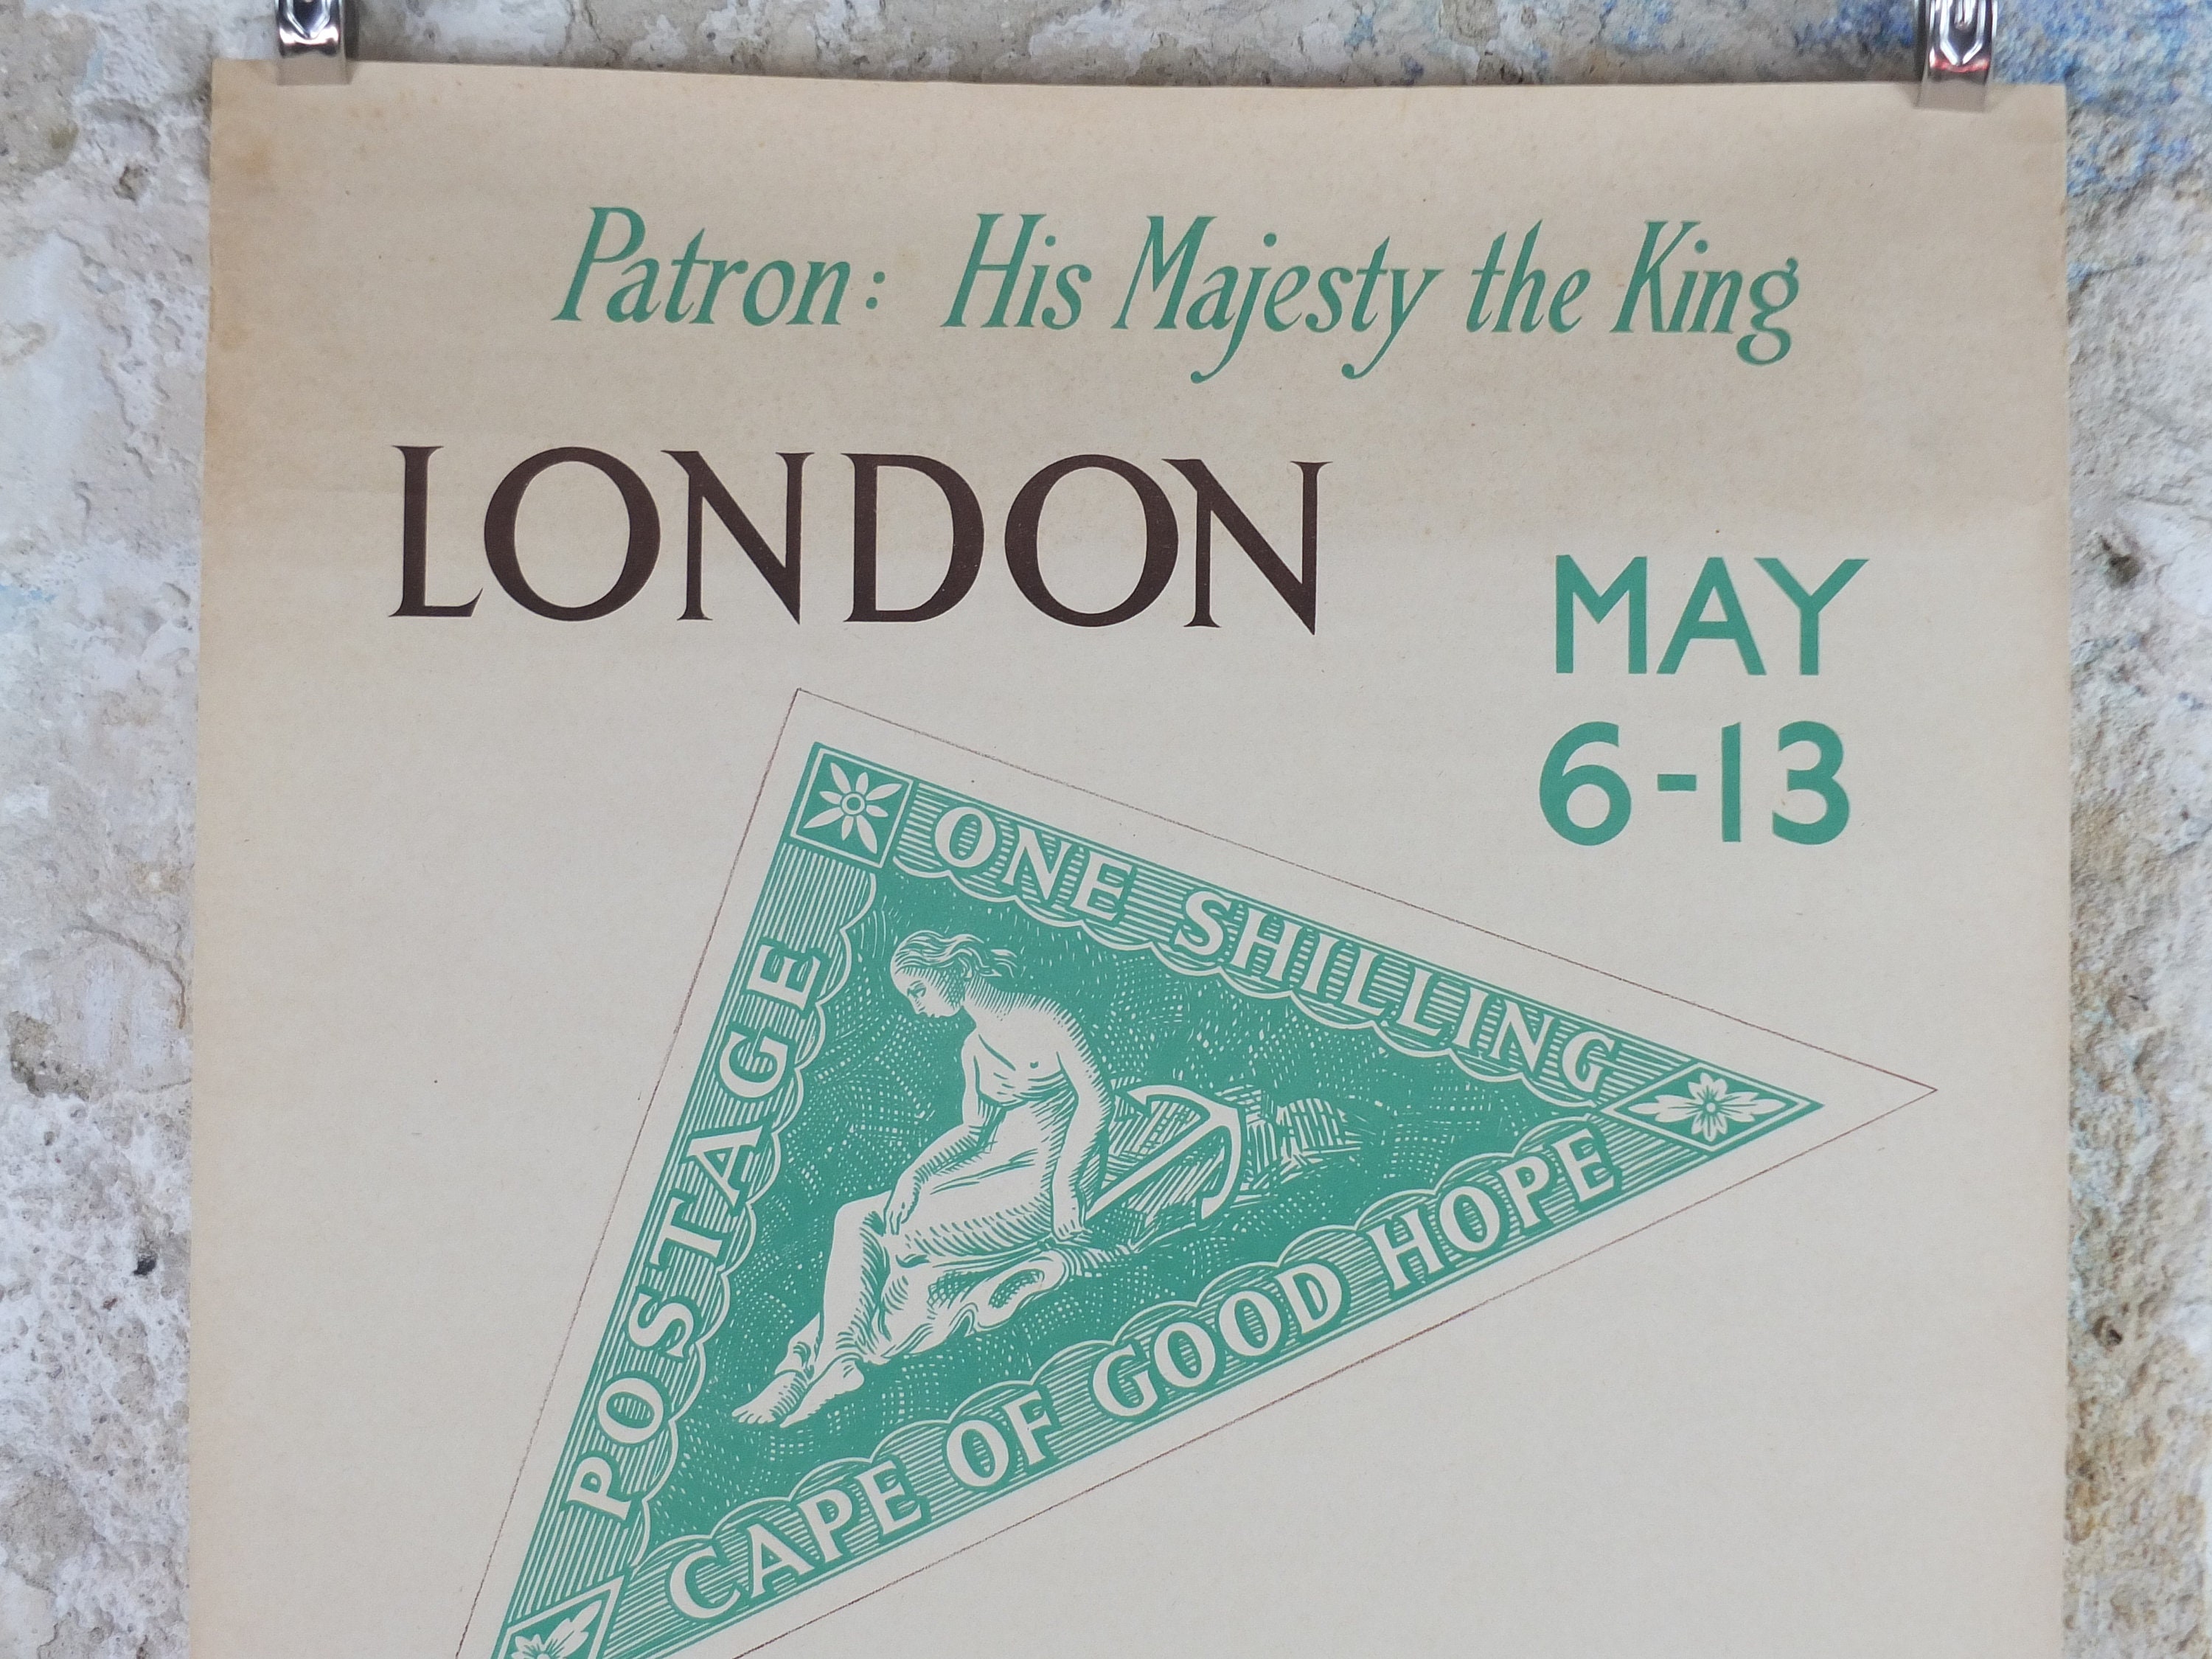 Patron: His Majesty the King
LONDON
MAY
6-13
ONE SHILLING
POSTAGE
CAPE OF GOOD HOPE